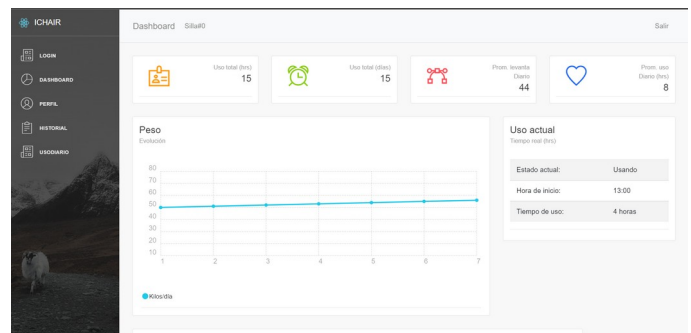 ICHAIR
Dashboard Silla#0 Salir
LOGIN
DASHBOARD
PERFIL
HISTORIAL
USODIARIO
Uso total (hrs)
15
Uso total (días)
15
Prom. levanta
Diario
44
Prom. uso
Diario (hrs)
8
Peso
Evolución
80
70
60
50
40
30
20
10
1 2 3 4 5 6 7
Kilos/día
Uso actual
Tiempo real (hrs)
Estado actual: Usando
Hora de inicio: 13:00
Tiempo de uso: 4 horas